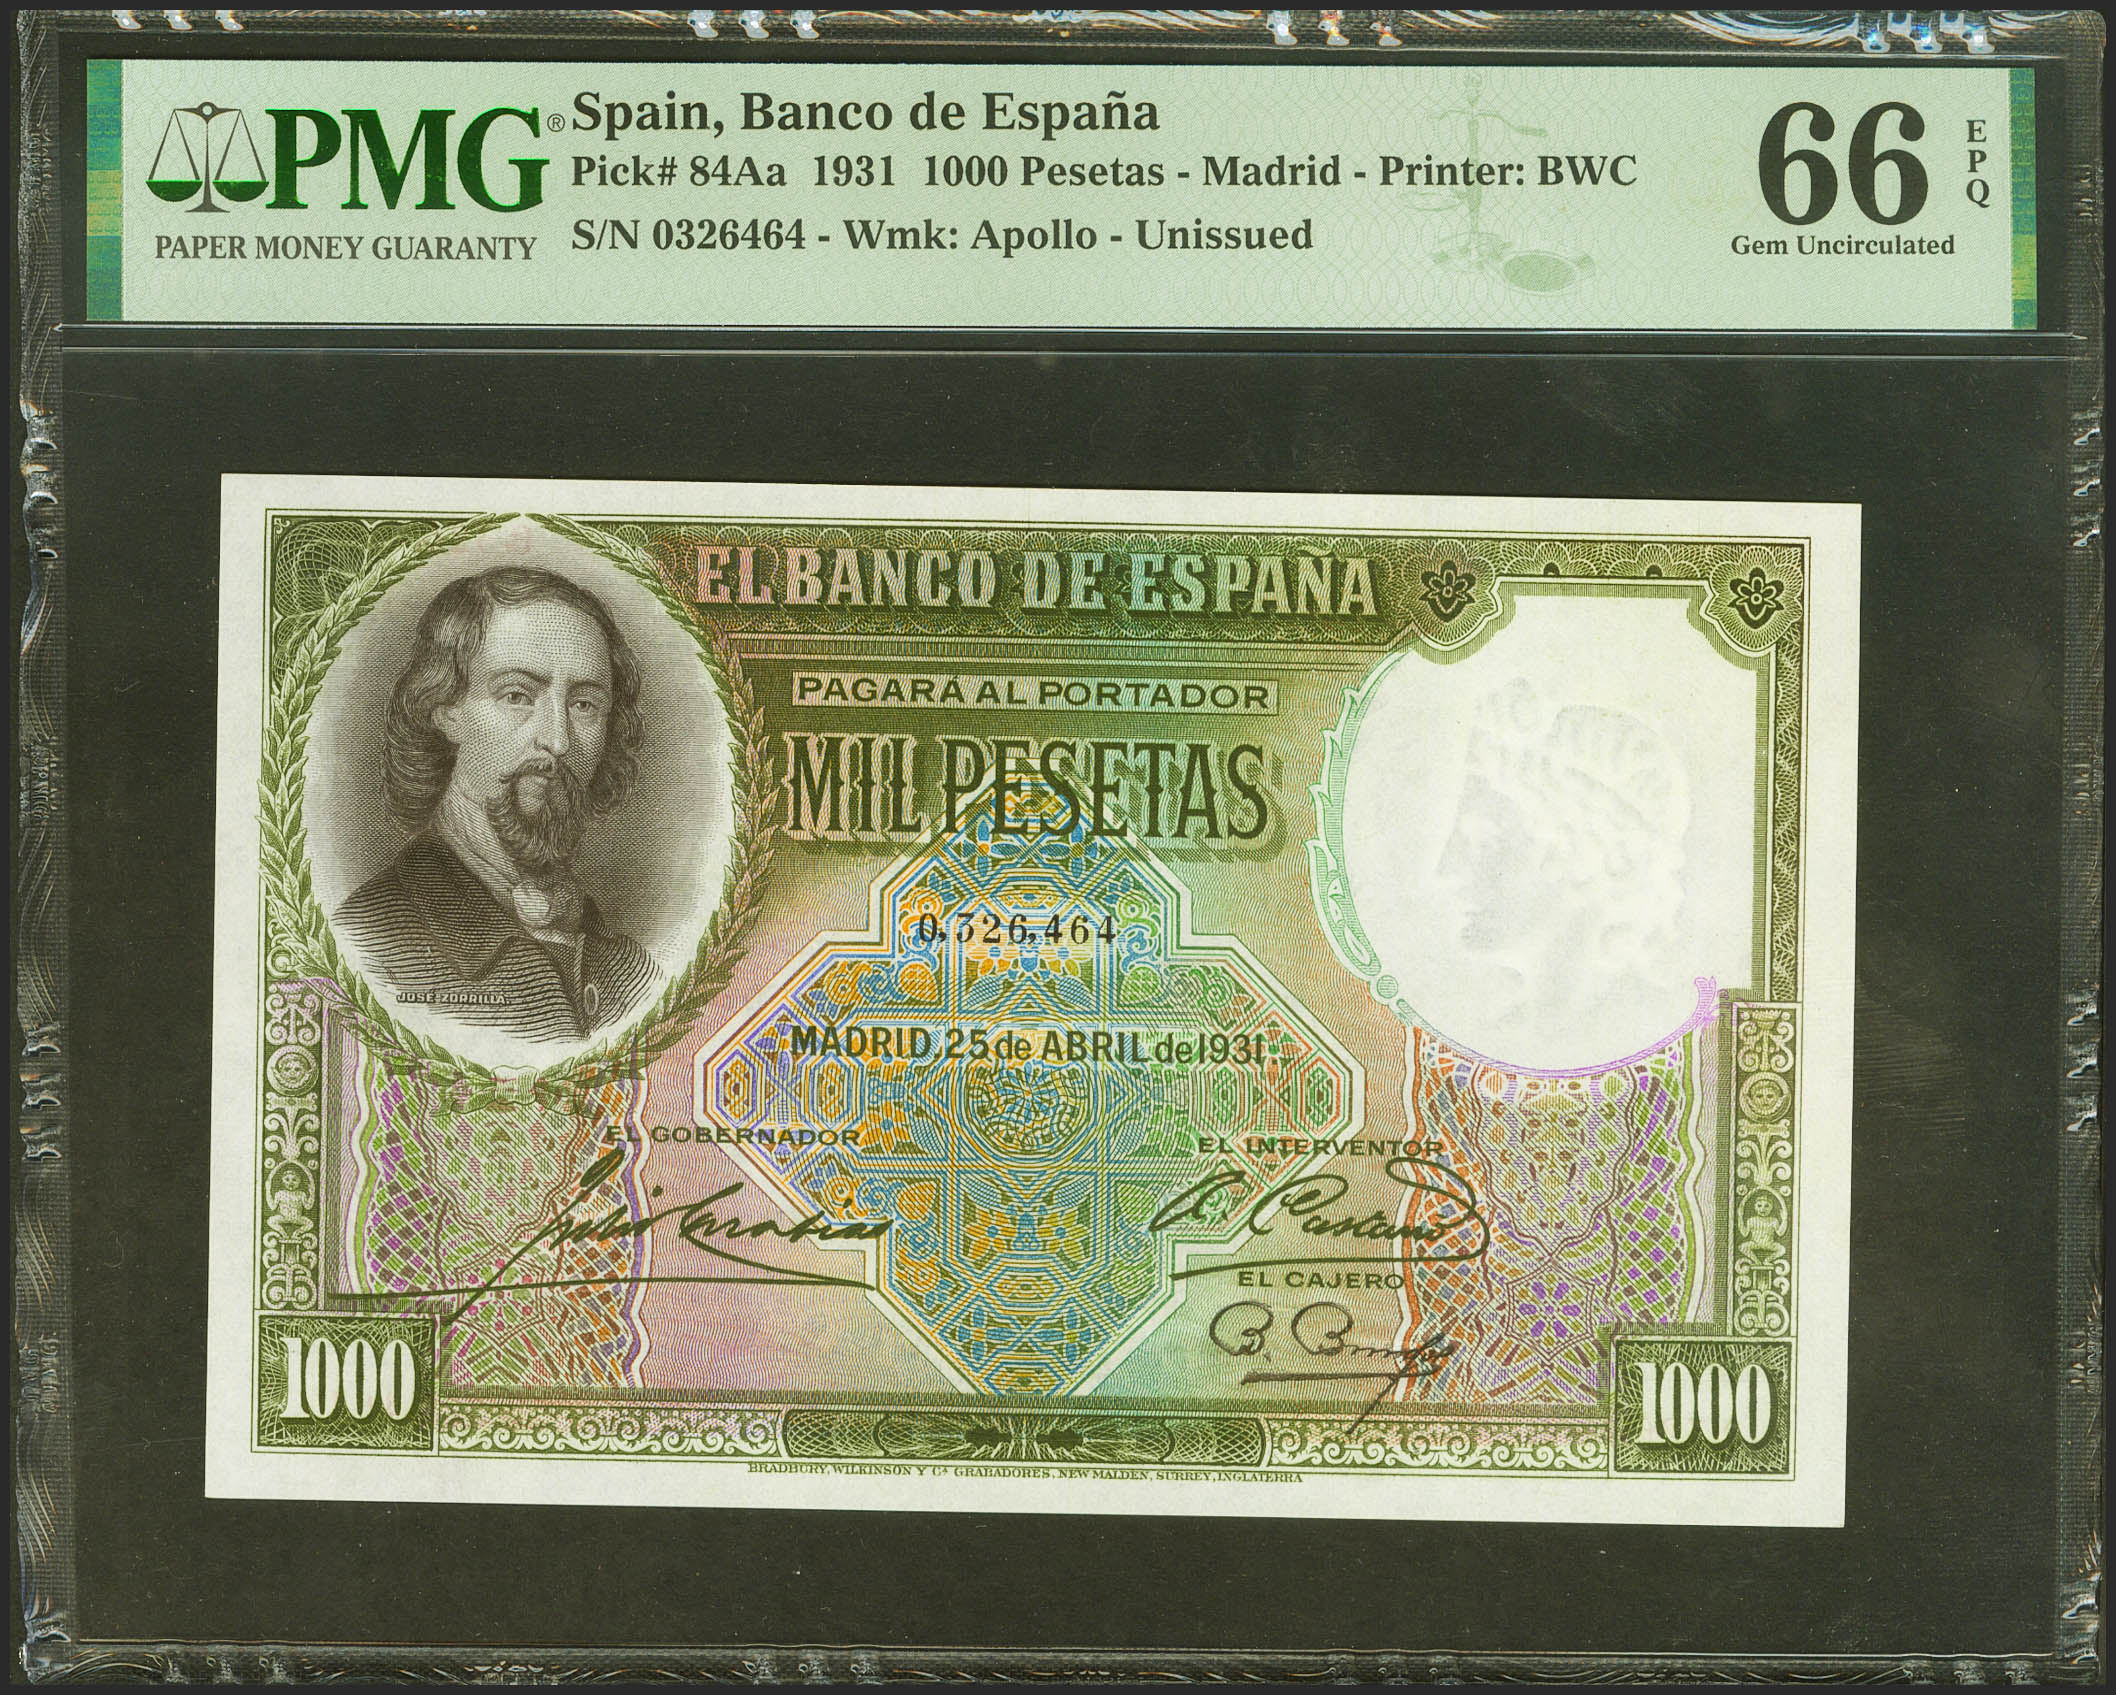 PMG®
PAPER MONEY GUARANTY
Spain, Banco de España
Pick# 84Aa 1931 1000 Pesetas - Madrid - Printer: BWC
S/N 0326464 - Wmk: Apollo - Unissued
66
EPQ
Gem Uncirculated
EL BANCO DE ESPAÑA
PAGARÁ AL PORTADOR
MIL PESETAS
0,326,464
JOSÉ ZORRILLA.
MADRID, 25 de ABRIL de 1931.
EL GOBERNADOR
EL INTERVENTOR
EL CAJERO
1000
1000
BRADBURY, WILKINSON Y Cª GRABADORES, NEW MALDEN, SURREY, INGLATERRA